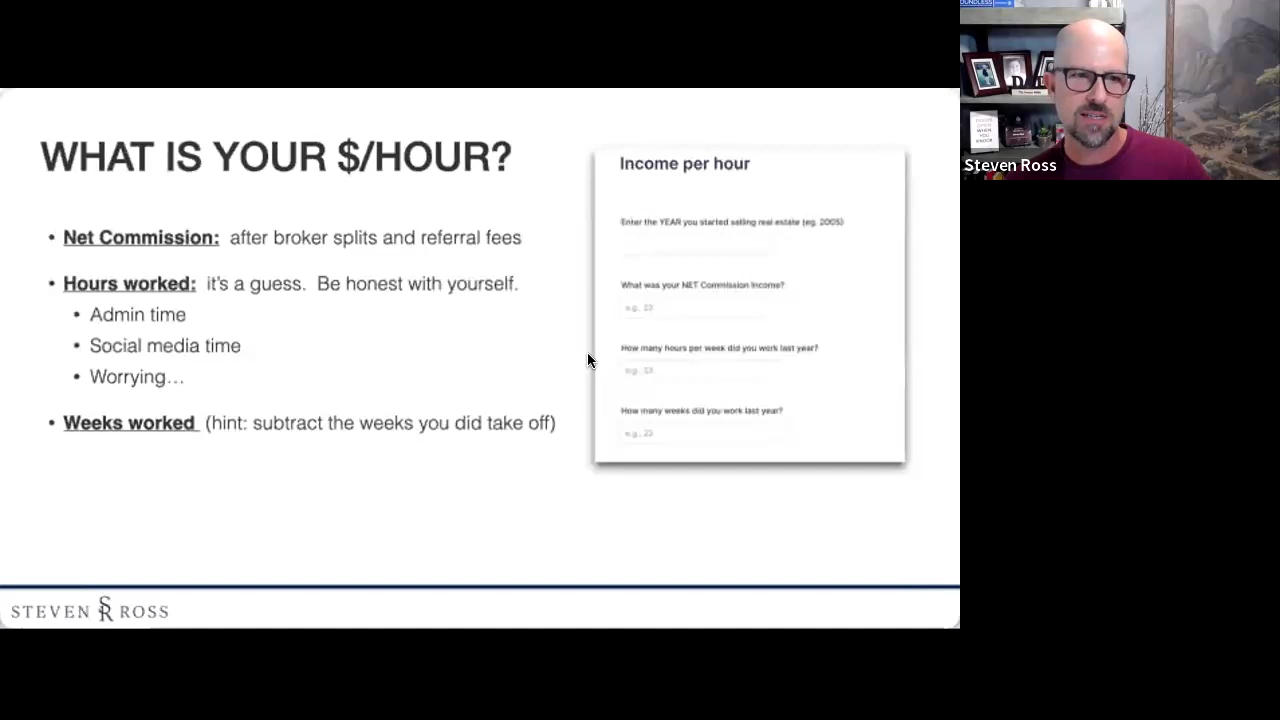 WHAT IS YOUR $/HOUR?
• Net Commission: after broker splits and referral fees
• Hours worked: it's a guess. Be honest with yourself.
• Admin time
• Social media time
• Worrying...
• Weeks worked (hint: subtract the weeks you did take off)
Income per hour
Enter the YEAR you started selling real estate (eg. 2005)
What was your NET Commission Income?
e.g., 23
How many hours per week did you work last year?
e.g., 23
How many weeks did you work last year?
e.g., 23
STEVEN SR ROSS
Steven Ross